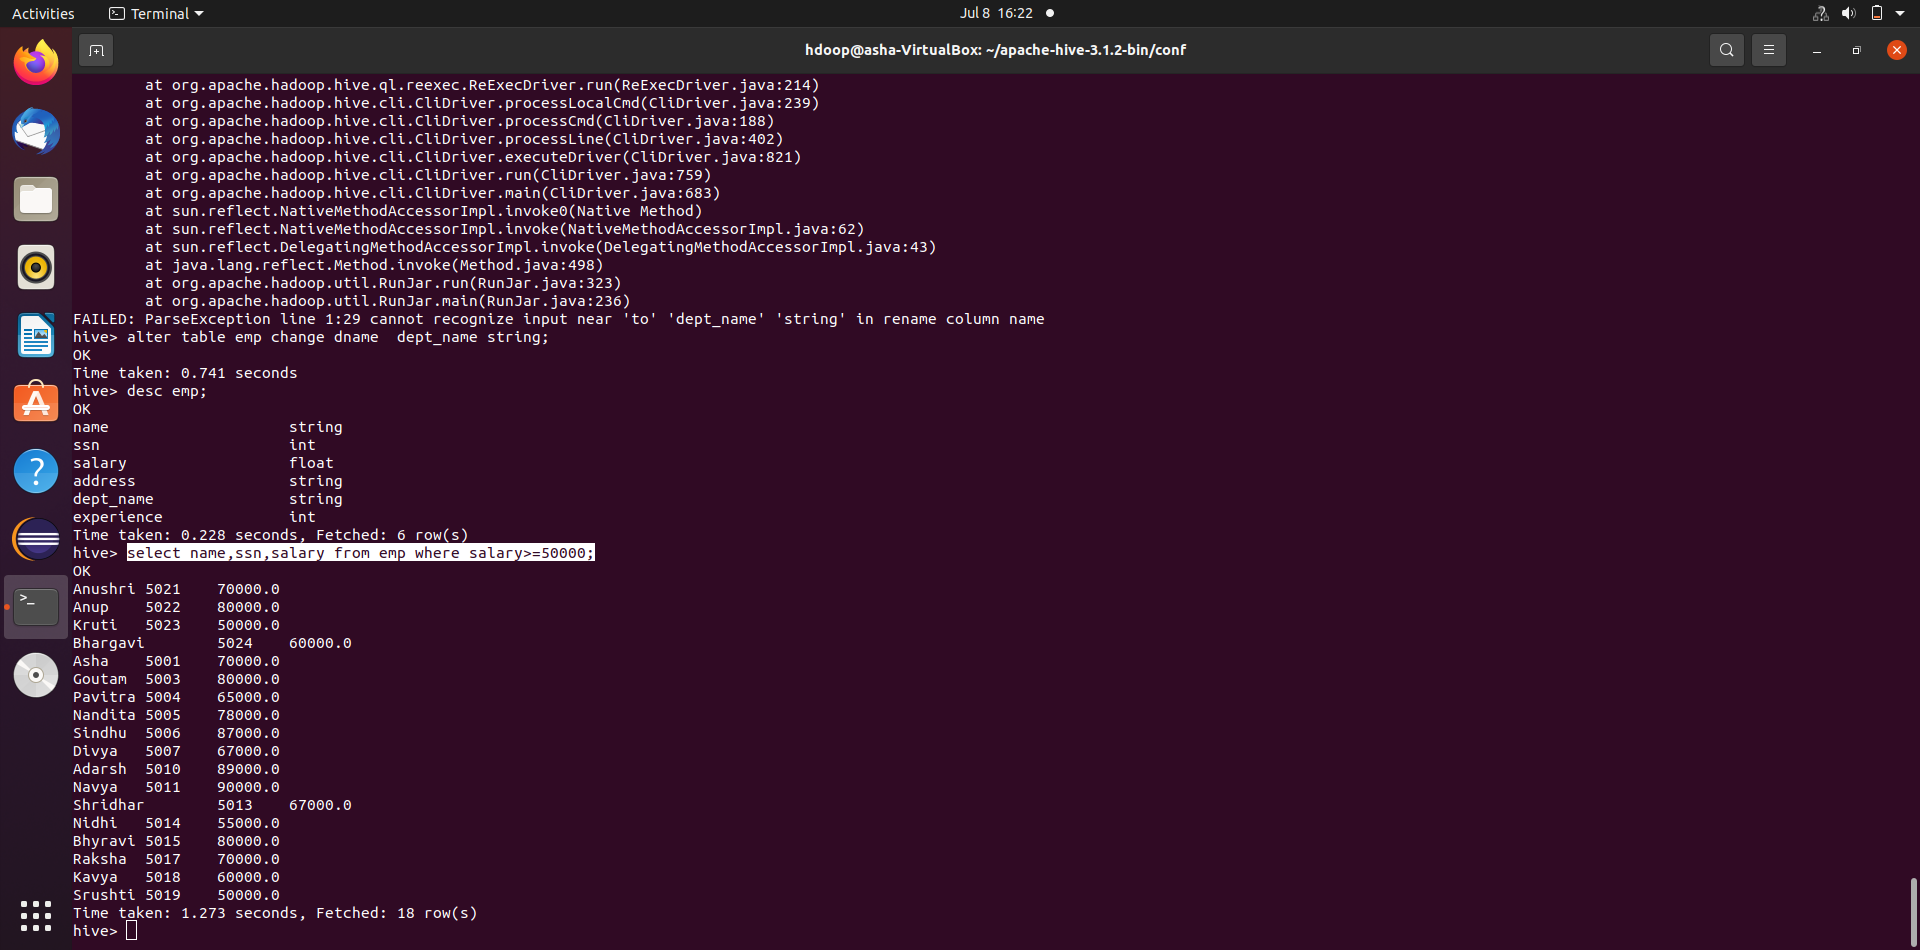 Activities
Terminal
Jul 8 16:22
hdoop@asha-VirtualBox: ~/apache-hive-3.1.2-bin/conf
at org.apache.hadoop.hive.ql.reexec.ReExecDriver.run(ReExecDriver.java:214)
at org.apache.hadoop.hive.cli.CliDriver.processLocalCmd(CliDriver.java:239)
at org.apache.hadoop.hive.cli.CliDriver.processCmd(CliDriver.java:188)
at org.apache.hadoop.hive.cli.CliDriver.processLine(CliDriver.java:402)
at org.apache.hadoop.hive.cli.CliDriver.executeDriver(CliDriver.java:821)
at org.apache.hadoop.hive.cli.CliDriver.run(CliDriver.java:759)
at org.apache.hadoop.hive.cli.CliDriver.main(CliDriver.java:683)
at sun.reflect.NativeMethodAccessorImpl.invoke0(Native Method)
at sun.reflect.NativeMethodAccessorImpl.invoke(NativeMethodAccessorImpl.java:62)
at sun.reflect.DelegatingMethodAccessorImpl.invoke(DelegatingMethodAccessorImpl.java:43)
at java.lang.reflect.Method.invoke(Method.java:498)
at org.apache.hadoop.util.RunJar.run(RunJar.java:323)
at org.apache.hadoop.util.RunJar.main(RunJar.java:236)
FAILED: ParseException line 1:29 cannot recognize input near 'to' 'dept_name' 'string' in rename column name
hive> alter table emp change dname  dept_name string;
OK
Time taken: 0.741 seconds
hive> desc emp;
OK
name string
ssn int
salary float
address string
dept_name string
experience int
Time taken: 0.228 seconds, Fetched: 6 row(s)
hive> select name,ssn,salary from emp where salary>=50000;
OK
Anushri 5021 70000.0
Anup 5022 80000.0
Kruti 5023 50000.0
Bhargavi 5024 60000.0
Asha 5001 70000.0
Goutam 5003 80000.0
Pavitra 5004 65000.0
Nandita 5005 78000.0
Sindhu 5006 87000.0
Divya 5007 67000.0
Adarsh 5010 89000.0
Navya 5011 90000.0
Shridhar 5013 67000.0
Nidhi 5014 55000.0
Bhyravi 5015 80000.0
Raksha 5017 70000.0
Kavya 5018 60000.0
Srushti 5019 50000.0
Time taken: 1.273 seconds, Fetched: 18 row(s)
hive>